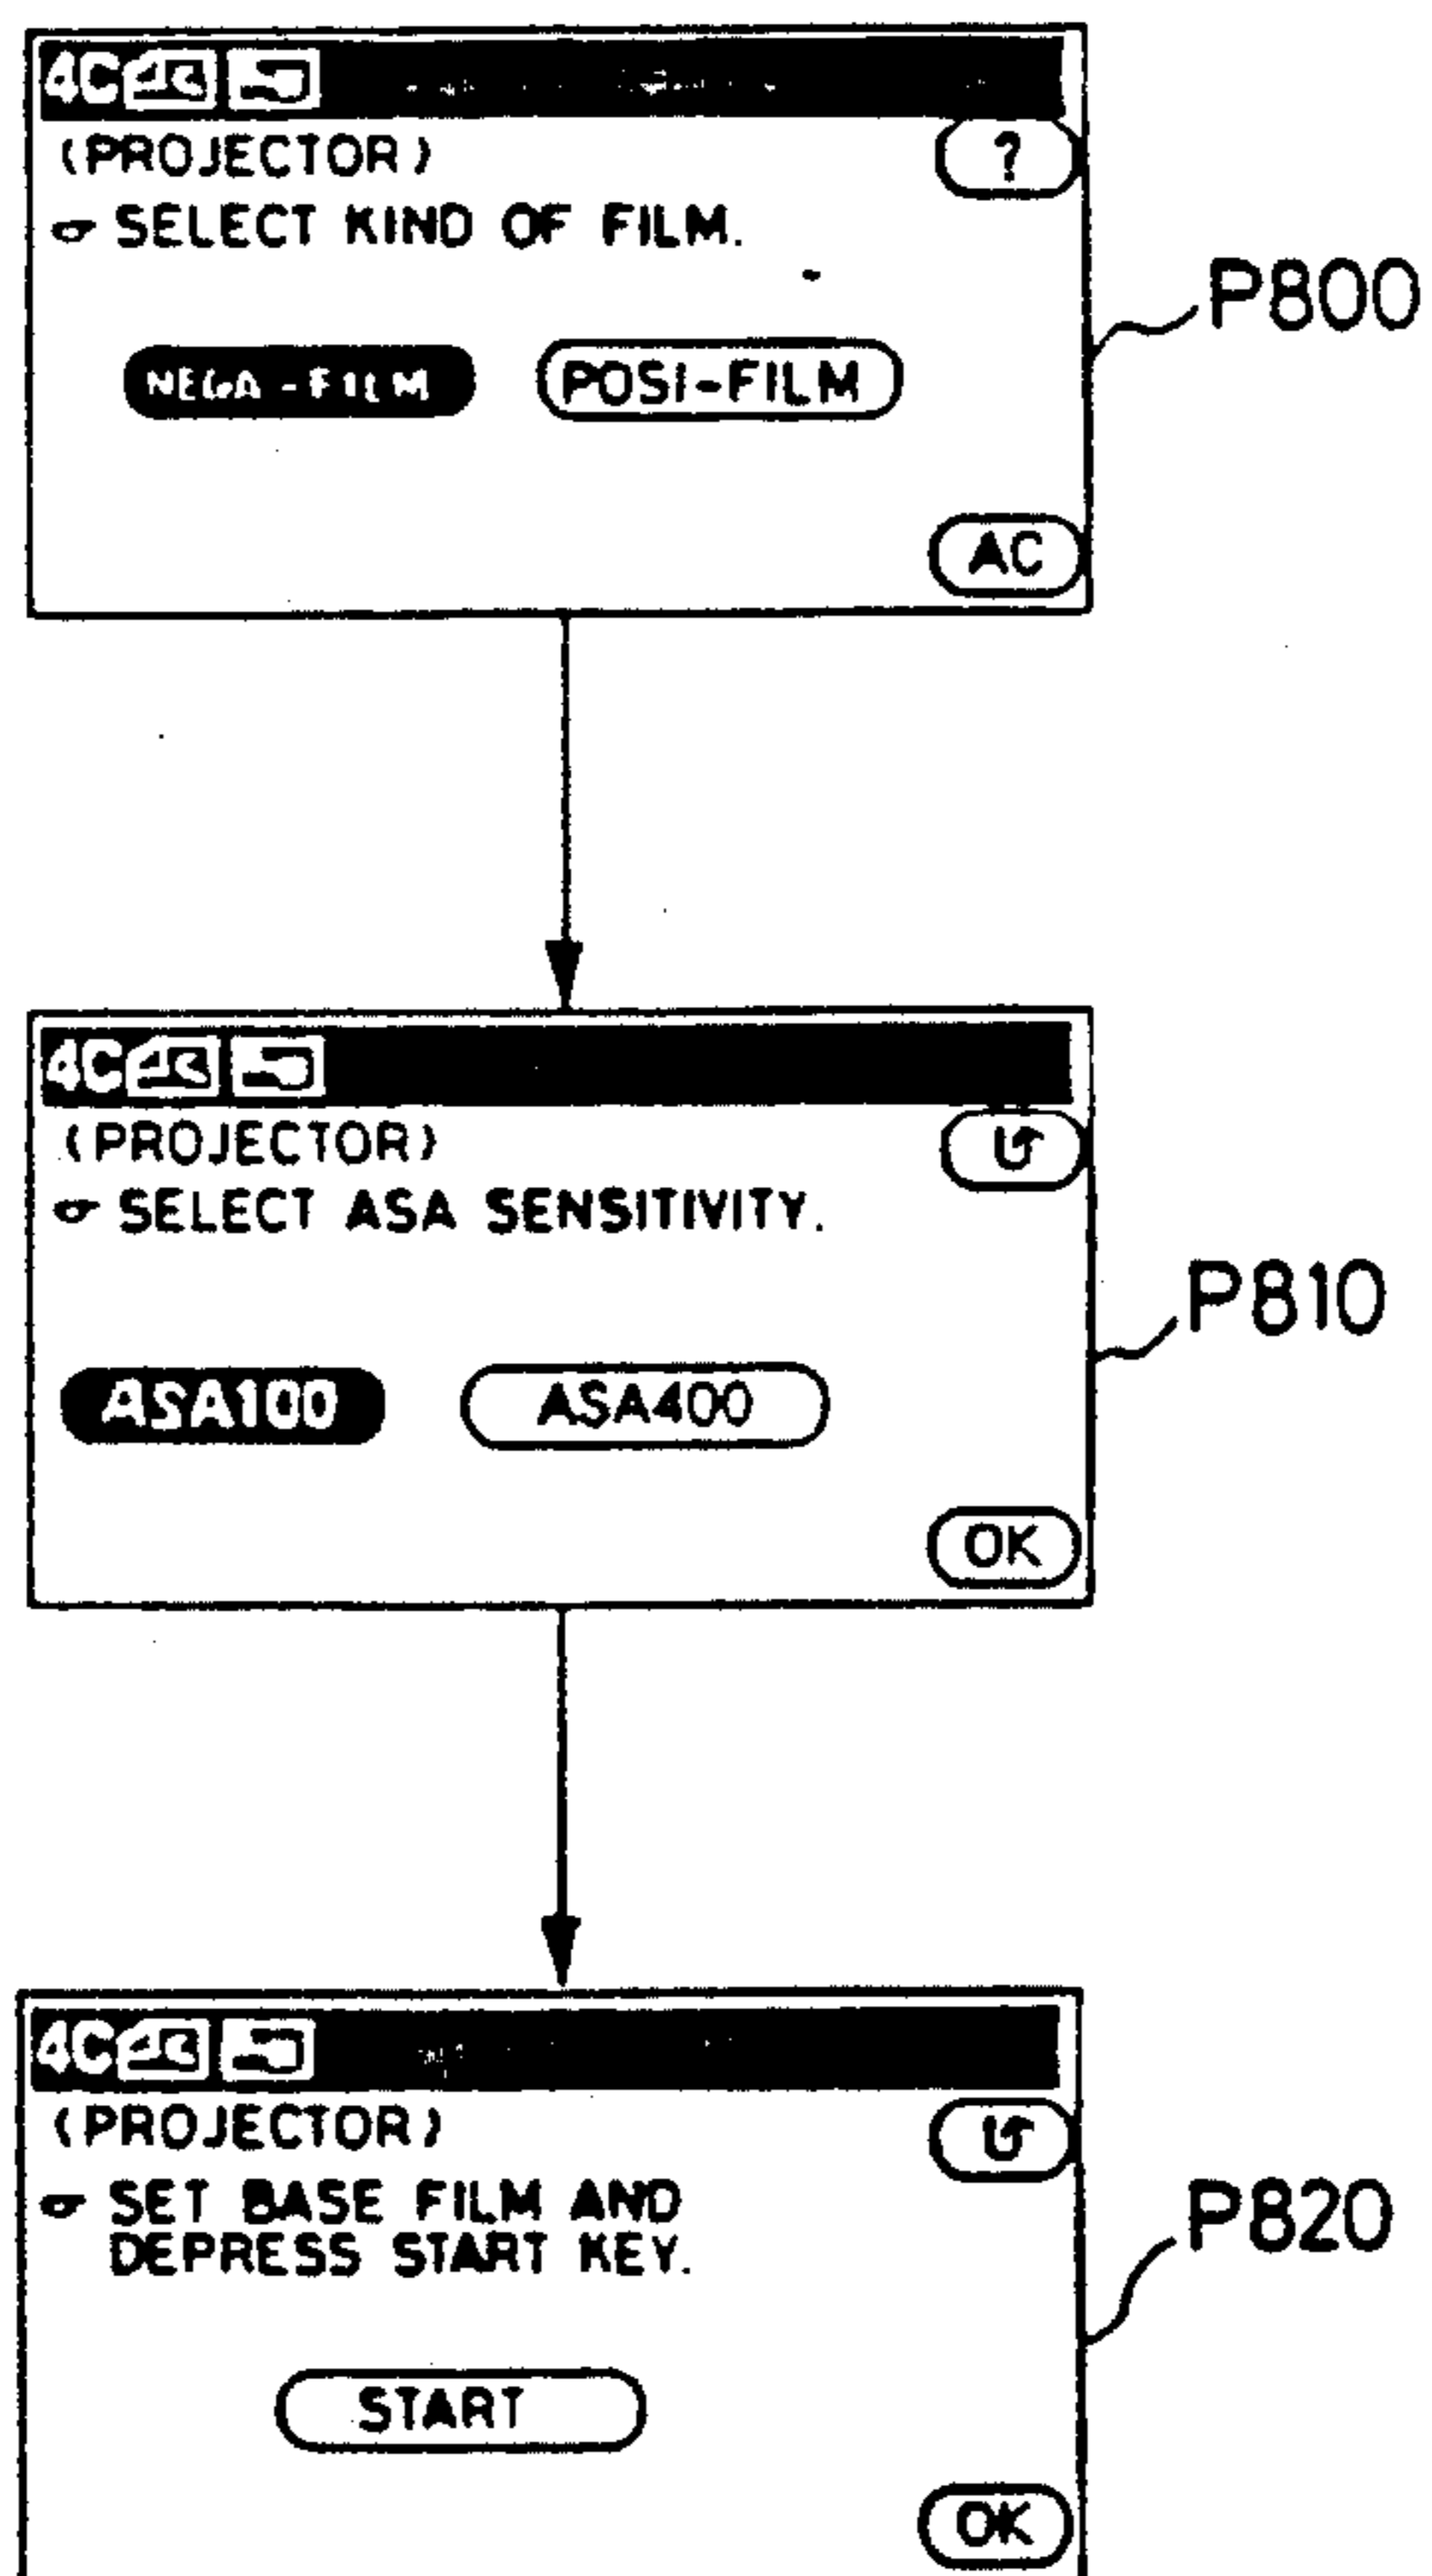 4C
(PROJECTOR)
?
SELECT KIND OF FILM.
P800
NEGA-FILM POSI-FILM
AC
4C
(PROJECTOR)
SELECT ASA SENSITIVITY.
P810
ASA100 ASA400
OK
4C
(PROJECTOR)
SET BASE FILM AND
DEPRESS START KEY.
P820
START
OK